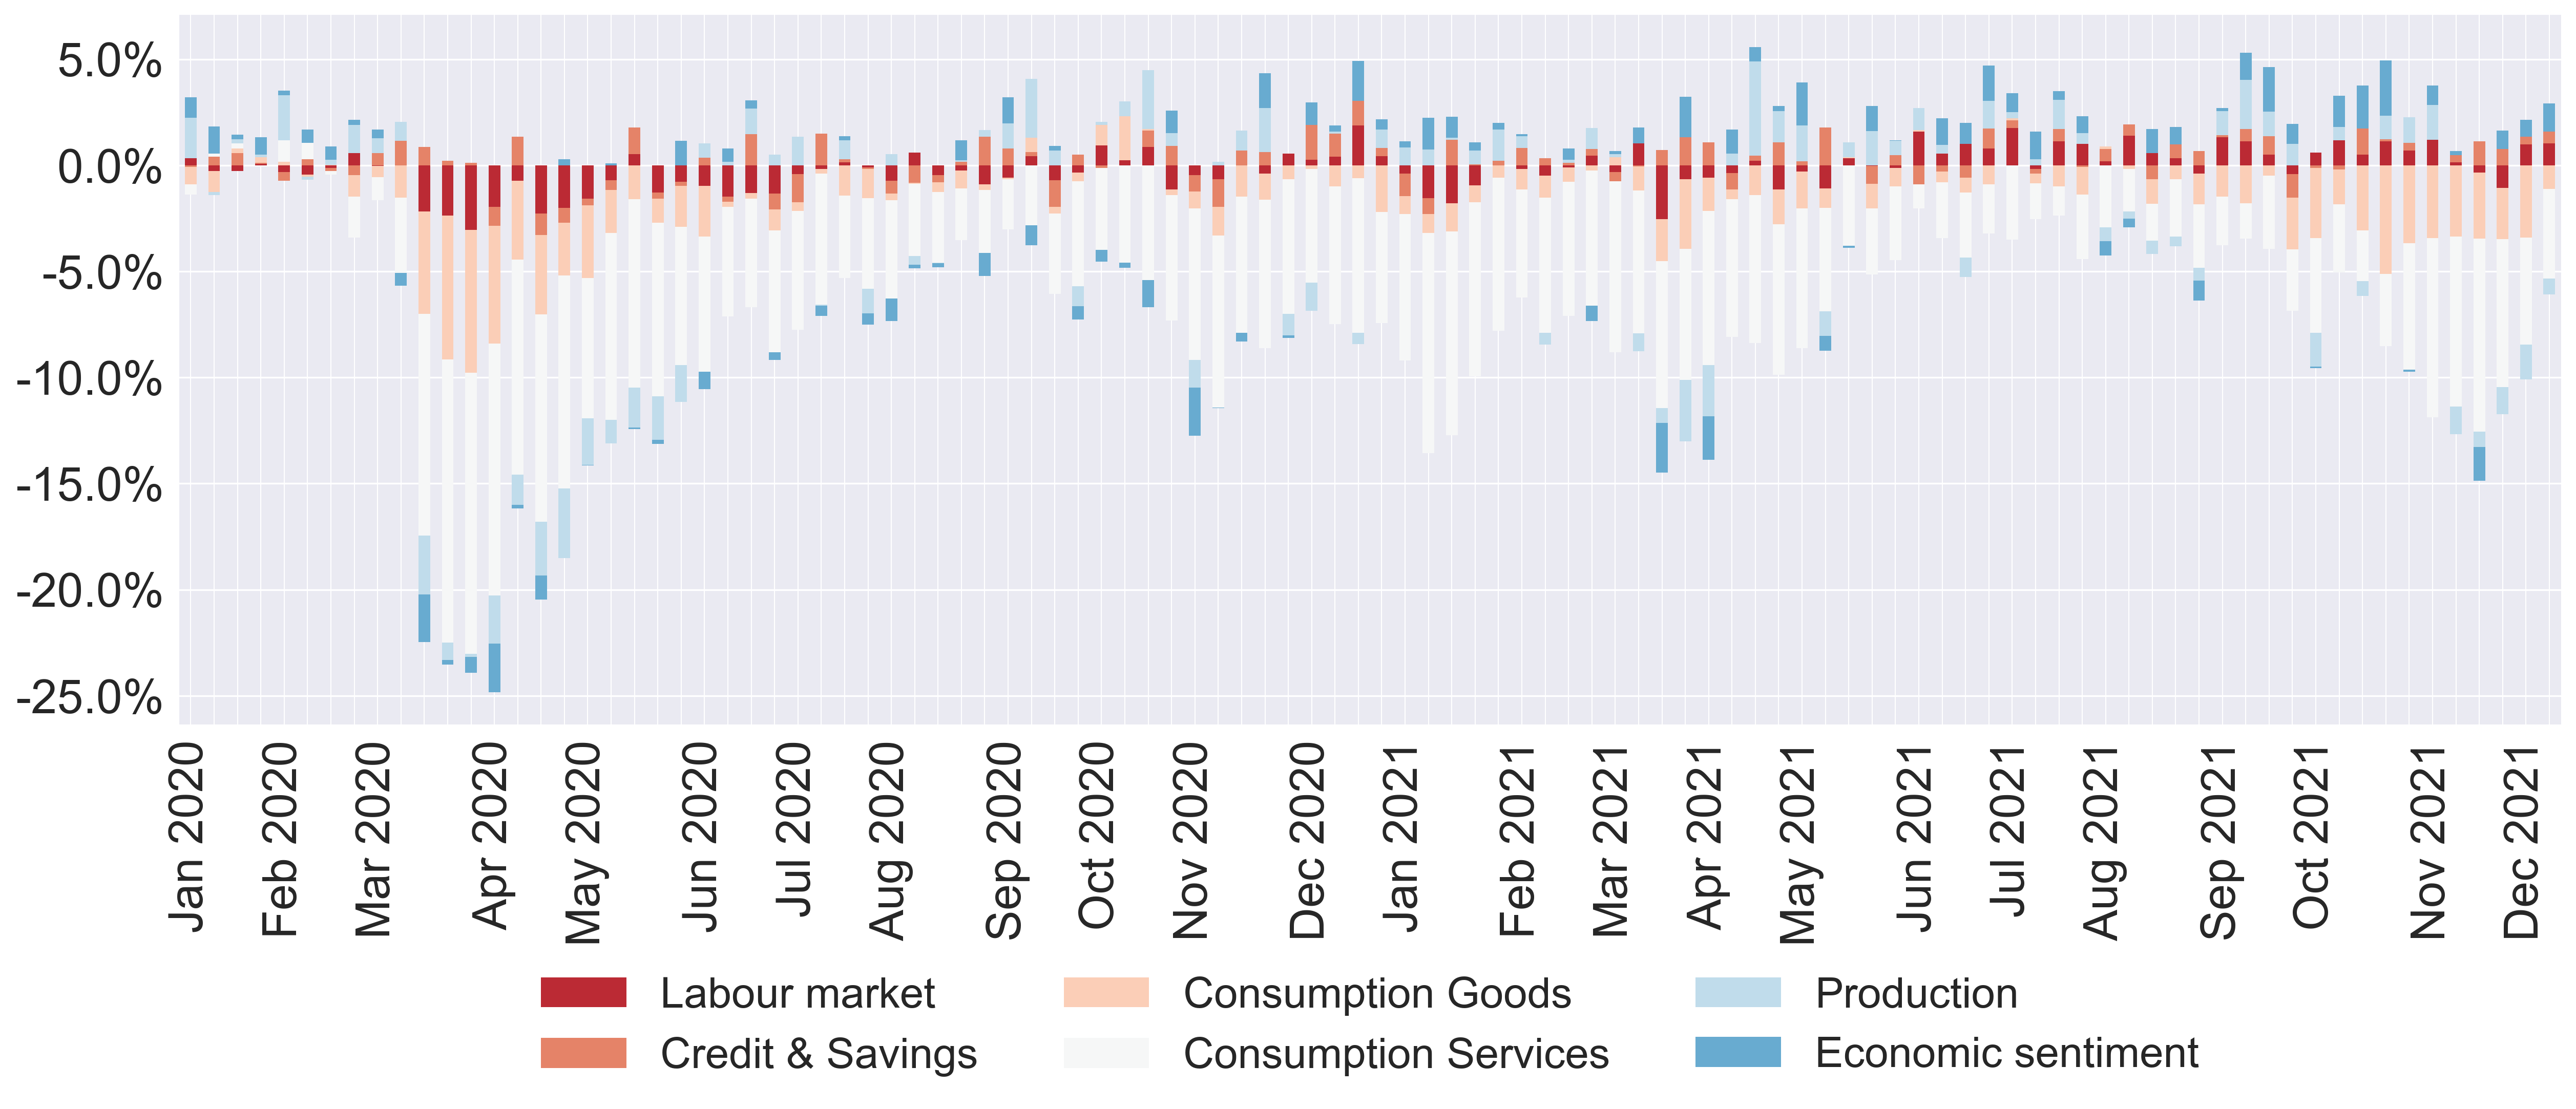 5.0%
0.0%
-5.0%
-10.0%
-15.0%
-20.0%
-25.0%
Jan 2020
Feb 2020
Mar 2020
Apr 2020
May 2020
Jun 2020
Jul 2020
Aug 2020
Sep 2020
Oct 2020
Nov 2020
Dec 2020
Jan 2021
Feb 2021
Mar 2021
Apr 2021
May 2021
Jun 2021
Jul 2021
Aug 2021
Sep 2021
Oct 2021
Nov 2021
Dec 2021
Labour market
Consumption Goods
Production
Credit & Savings
Consumption Services
Economic sentiment